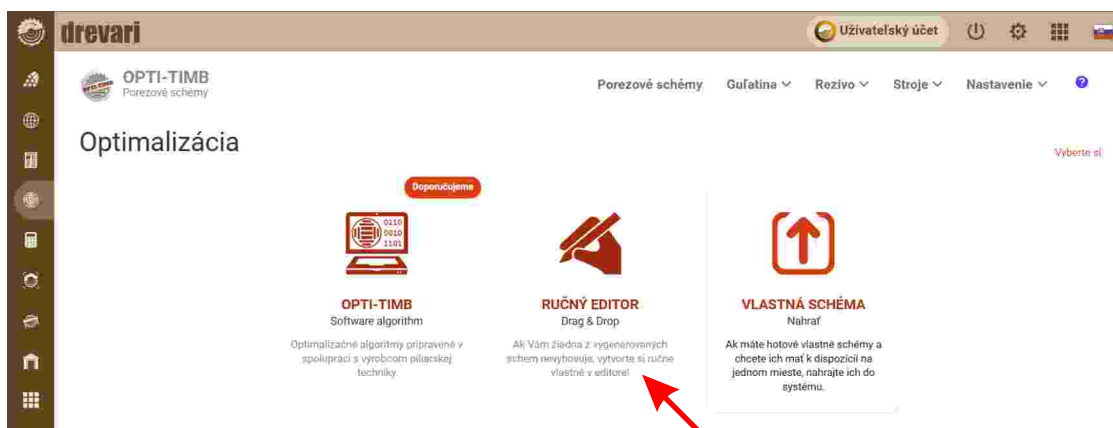 drevari
Užívateľský účet
OPTI-TIMB
Porezové schémy
Porezové schémy
Guľatina
Rezivo
Stroje
Nastavenie
?
Optimalizácia
Vyberte si
Doporučujeme
0110
0010
1101
OPTI-TIMB
Software algorithm
Optimalizačné algoritmy pripravené v
spolupráci s výrobcom piliarskej
techniky
RUČNÝ EDITOR
Drag & Drop
Ak Vám žiadna z vygenerovaných
schem nevyhovuje, vytvorte si ručne
vlastné v editore!
VLASTNÁ SCHÉMA
Nahrať
Ak máte hotové vlastné schémy a
chcete ich mať k dispozícií na
jednom mieste, nahrajte ich do
systému.